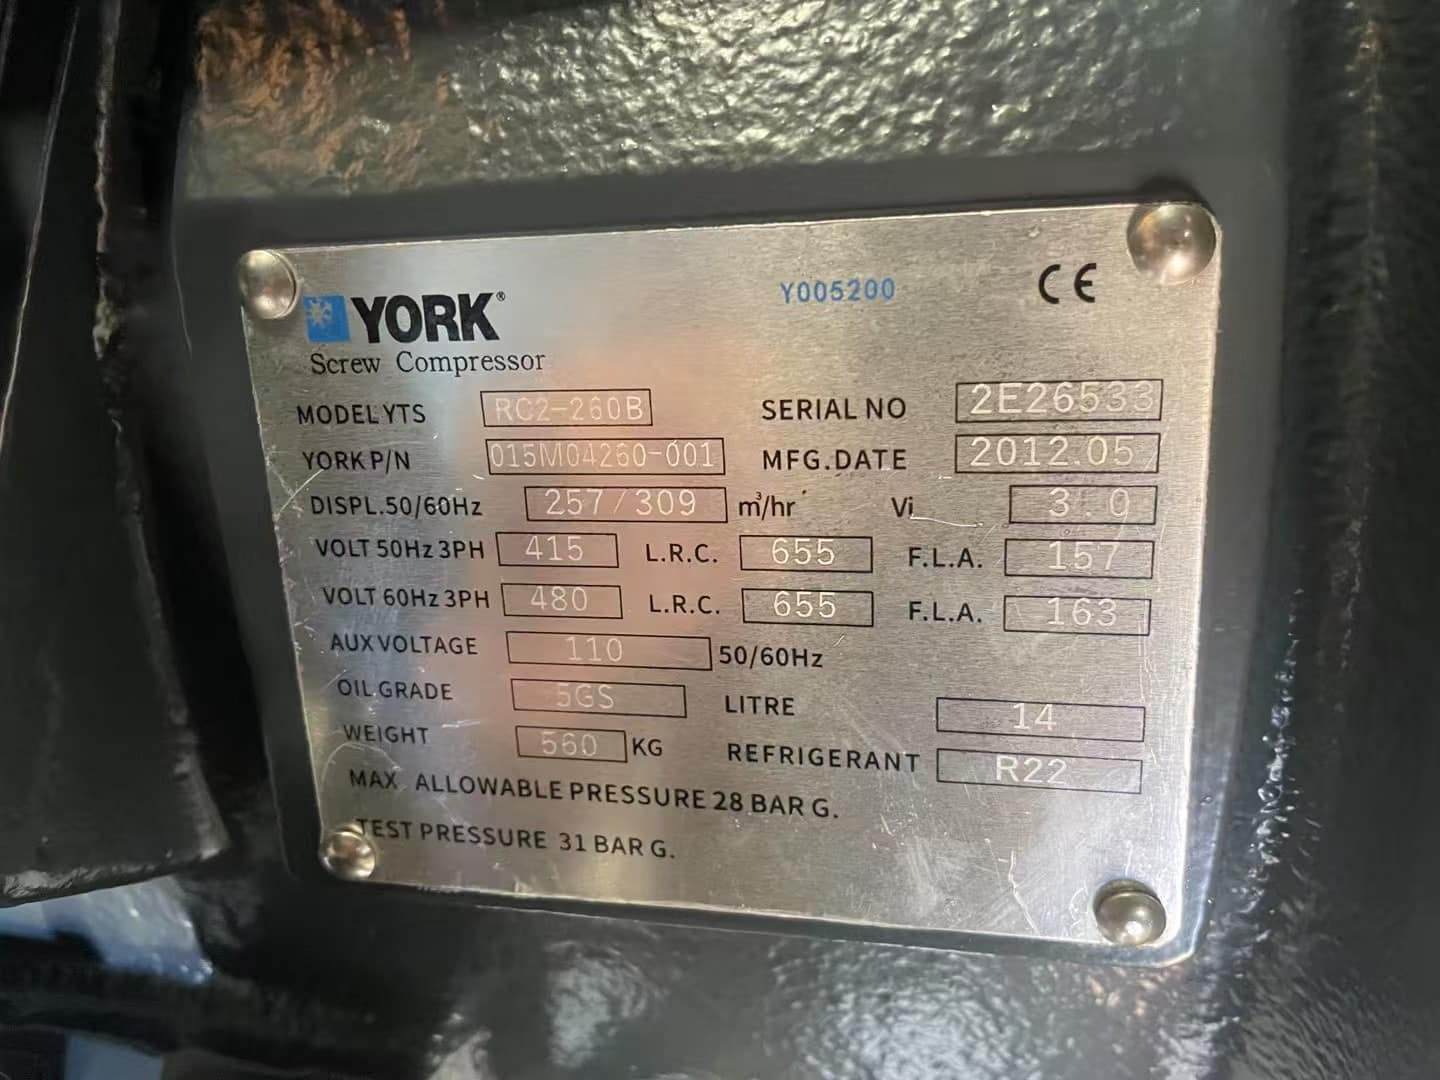 Y005200 CE
YORK®
Screw Compressor
MODEL YTS RC2-260B SERIAL NO 2E26533
YORK P/N 015M04260-001 MFG.DATE 2012.05
DISPL.50/60Hz 257/309 m³/hr Vi 3.0
VOLT 50Hz 3PH 415 L.R.C. 655 F.L.A. 157
VOLT 60Hz 3PH 480 L.R.C. 655 F.L.A. 163
AUX VOLTAGE 110 50/60Hz
OIL.GRADE 5GS LITRE 14
WEIGHT 560 KG REFRIGERANT R22
MAX ALLOWABLE PRESSURE 28 BAR G.
TEST PRESSURE 31 BAR G.